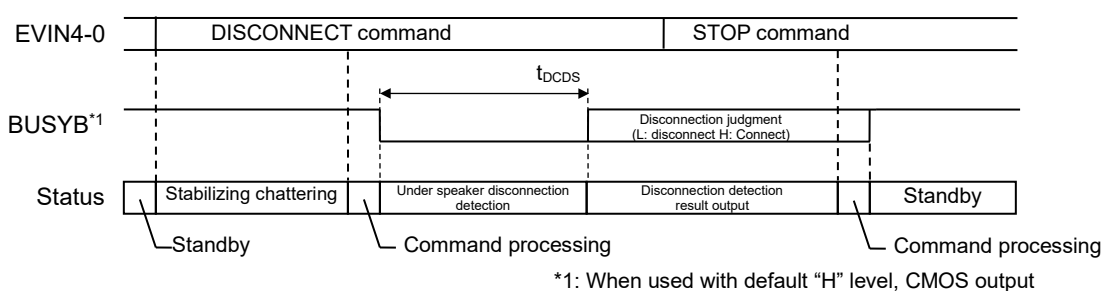 EVIN4-0 DISCONNECT command STOP command
tDCDS
BUSYB*1 Disconnection judgment
(L: disconnect H: Connect)
Status Stabilizing chattering Under speaker disconnection
detection Disconnection detection
result output Standby
Standby Command processing Command processing
*1: When used with default “H” level, CMOS output